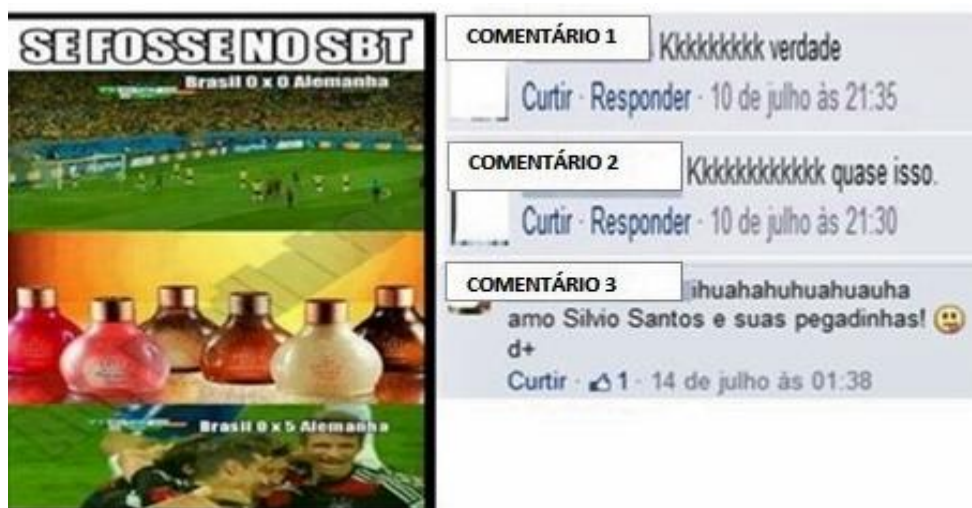 SE FOSSE NO SBT
Brasil 0 x 0 Alemanha
Brasil 0 x 5 Alemanha
COMENTÁRIO 1 Kkkkkkkkk verdade
Curtir · Responder · 10 de julho às 21:35
COMENTÁRIO 2 Kkkkkkkkkkkk quase isso.
Curtir · Responder · 10 de julho às 21:30
COMENTÁRIO 3 ihuahahuhuahuauha
amo Silvio Santos e suas pegadinhas!
d+
Curtir · 1 · 14 de julho às 01:38